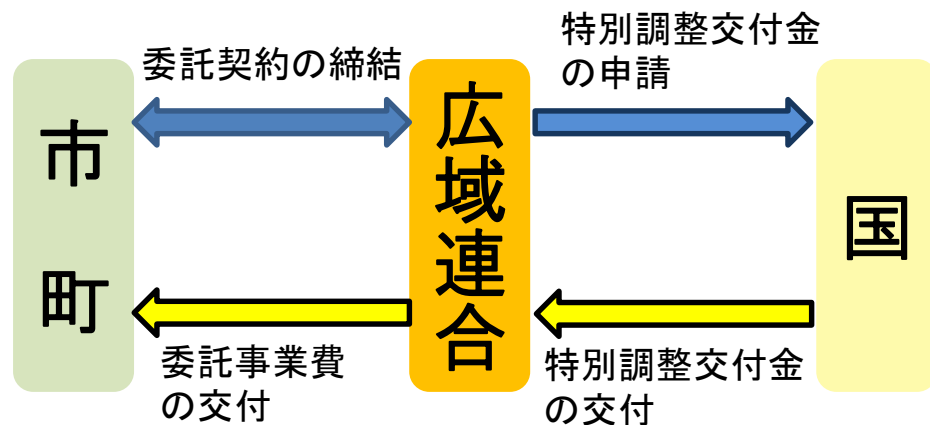 特別調整交付金
の申請
委託契約の締結
市町
広域連合
国
委託事業費
の交付
特別調整交付金
の交付